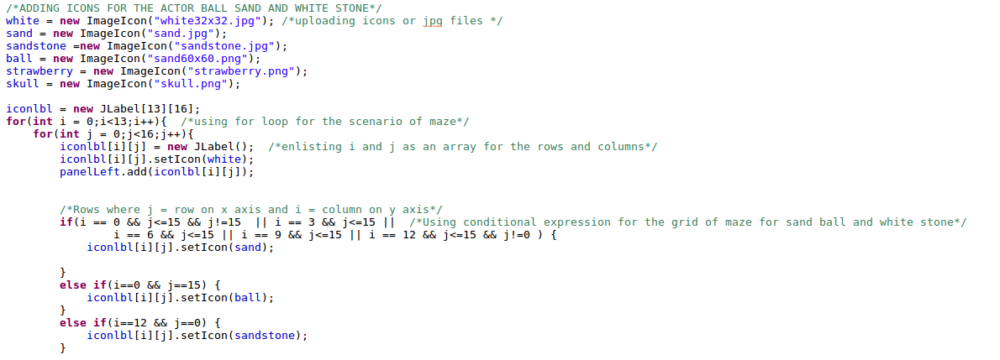 /*ADDING ICONS FOR THE ACTOR BALL SAND AND WHITE STONE*/
white = new ImageIcon("white32x32.jpg"); /*uploading icons or jpg files */
sand = new ImageIcon("sand.jpg");
sandstone =new ImageIcon("sandstone.jpg");
ball = new ImageIcon("sand60x60.png");
strawberry = new ImageIcon("strawberry.png");
skull = new ImageIcon("skull.png");
iconlbl = new JLabel[13][16];
for(int i = 0;i<13;i++){  /*using for loop for the scenario of maze*/
    for(int j = 0;j<16;j++){
        iconlbl[i][j] = new JLabel();  /*enlisting i and j as an array for the rows and columns*/
        iconlbl[i][j].setIcon(white);
        panelLeft.add(iconlbl[i][j]);
        /*Rows where j = row on x axis and i = column on y axis*/
        if(i == 0 && j<=15 && j!=15  || i == 3 && j<=15 ||  /*Using conditional expression for the grid of maze for sand ball and white stone*/
                i == 6 && j<=15 || i == 9 && j<=15 || i == 12 && j<=15 && j!=0 ) {
            iconlbl[i][j].setIcon(sand);
        }
        else if(i==0 && j==15) {
            iconlbl[i][j].setIcon(ball);
        }
        else if(i==12 && j==0) {
            iconlbl[i][j].setIcon(sandstone);
        }